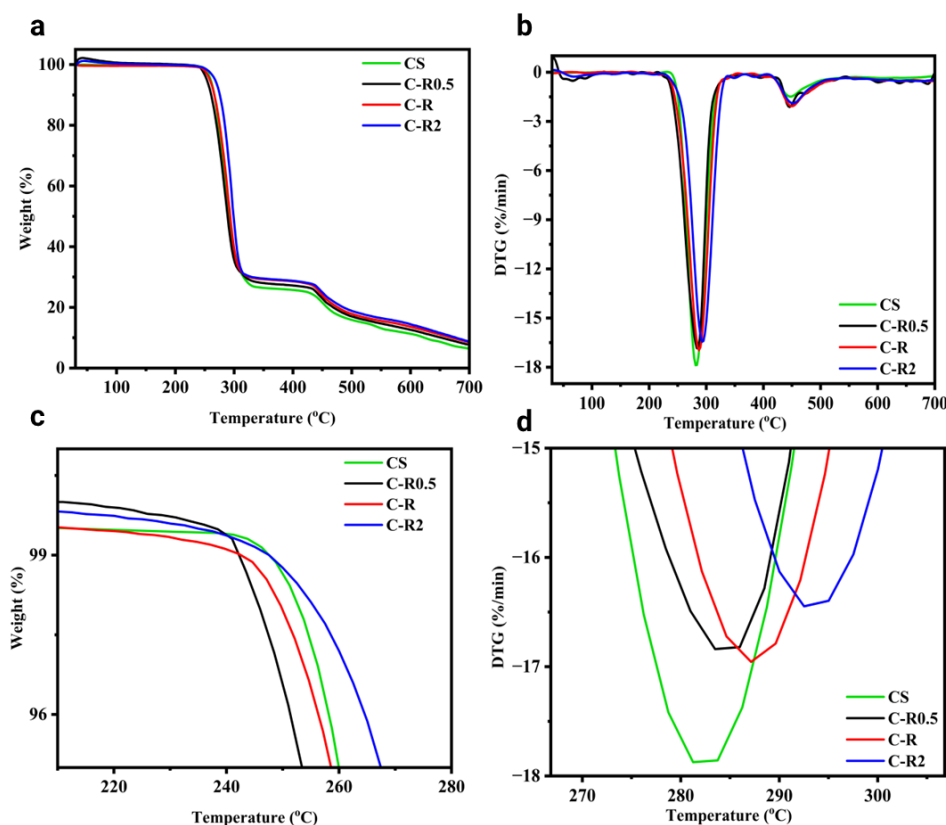 a
Weight (%)
100
80
60
40
20
0
100
200
300
400
500
600
700
Temperature (°C)
CS
C-R0.5
C-R
C-R2
b
DTG (%/min)
0
−3
−6
−9
−12
−15
−18
100
200
300
400
500
600
700
Temperature (°C)
CS
C-R0.5
C-R
C-R2
c
Weight (%)
99
96
220
240
260
280
Temperature (°C)
CS
C-R0.5
C-R
C-R2
d
DTG (%/min)
−15
−16
−17
−18
270
280
290
300
Temperature (°C)
CS
C-R0.5
C-R
C-R2